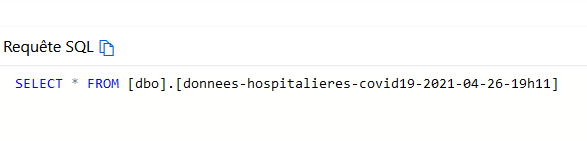 Requête SQL
SELECT * FROM [dbo].[donnees-hospitalieres-covid19-2021-04-26-19h11]